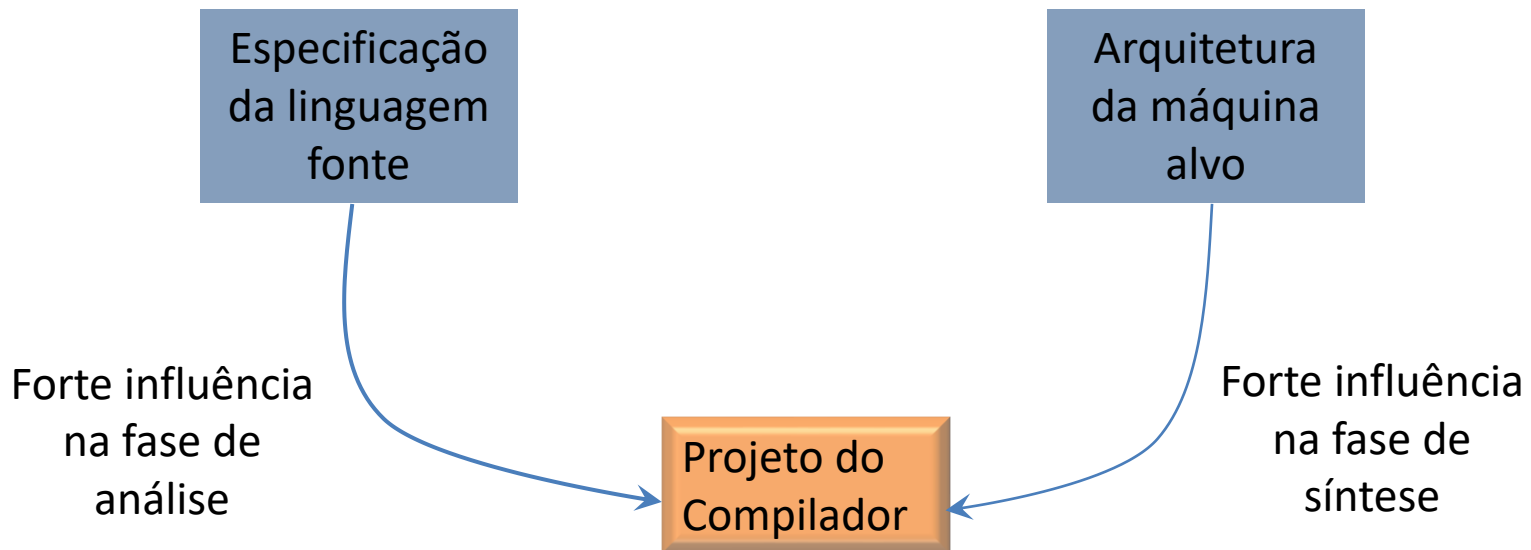 Especificação
da linguagem
fonte
Arquitetura
da máquina
alvo
Forte influência
na fase de
análise
Projeto do
Compilador
Forte influência
na fase de
síntese